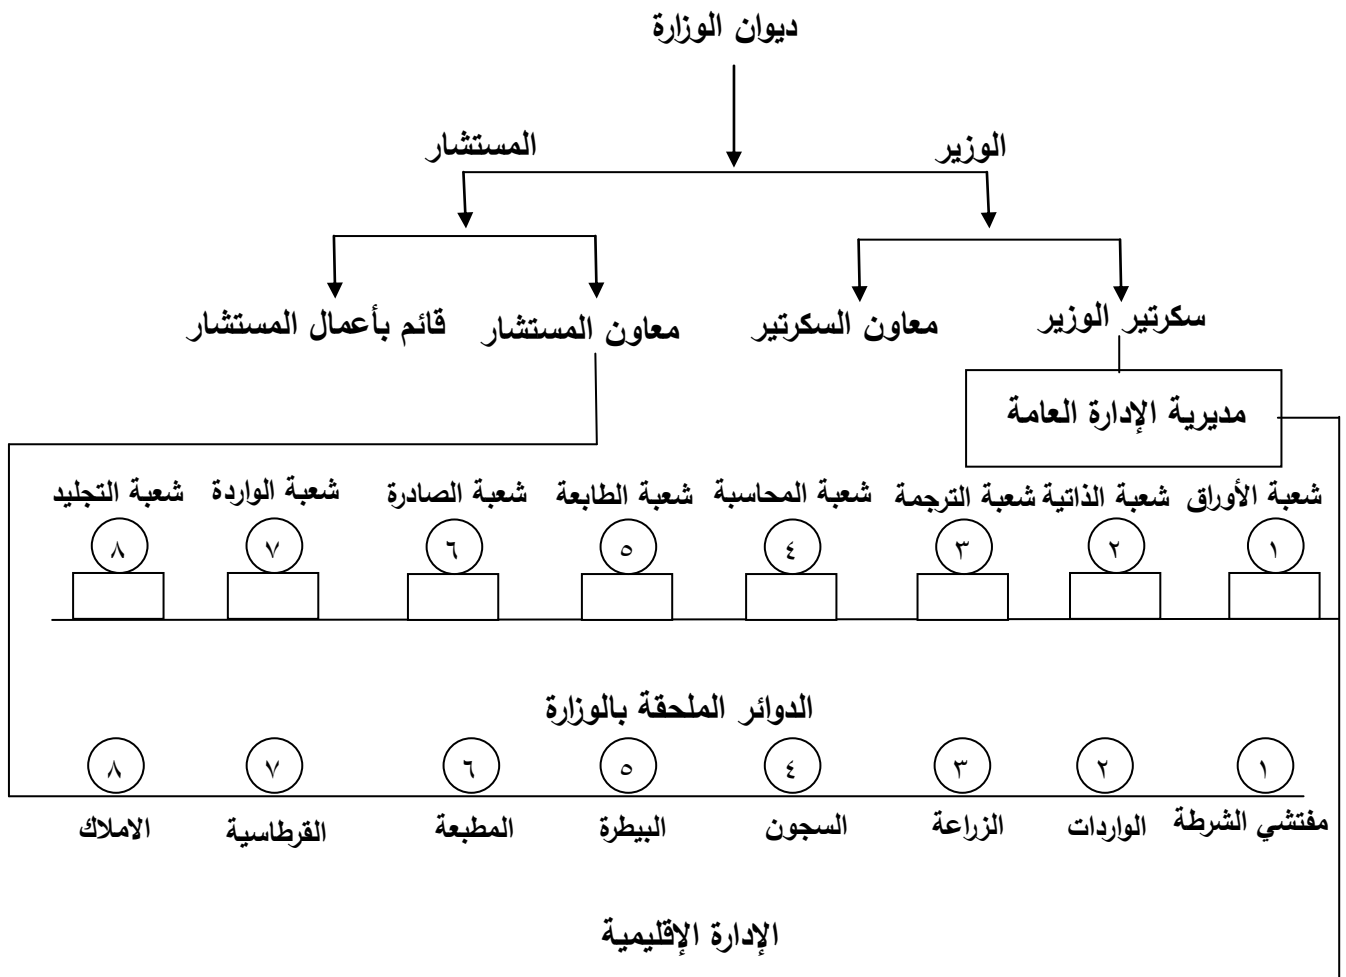 ديوان الوزارة
الوزير المستشار
سكرتير الوزير معاون السكرتير معاون المستشار قائم بأعمال المستشار
مديرية الإدارة العامة
شعبة الأوراق شعبة الذاتية شعبة الترجمة شعبة المحاسبة شعبة الطابعة شعبة الصادرة شعبة الواردة شعبة التجليد
١ ٢ ٣ ٤ ٥ ٦ ٧ ٨
الدوائر الملحقة بالوزارة
١ ٢ ٣ ٤ ٥ ٦ ٧ ٨
مفتشي الشرطة الواردات الزراعة السجون البيطرة المطبعة القرطاسية الاملاك
الإدارة الإقليمية